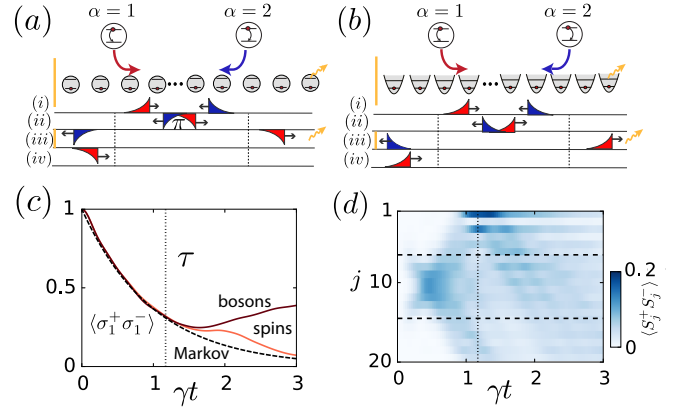 (a) α = 1 α = 2
(i)
(ii) π
(iii)
(iv)
(b) α = 1 α = 2
(i)
(ii)
(iii)
(iv)
(c)
1
0.5
0
0 1 2 3
γt
τ
⟨σ₁⁺σ₁⁻⟩
bosons
spins
Markov
(d)
1
j 10
20
0 1 2 3
γt
0.2
0
⟨S_j⁺S_j⁻⟩